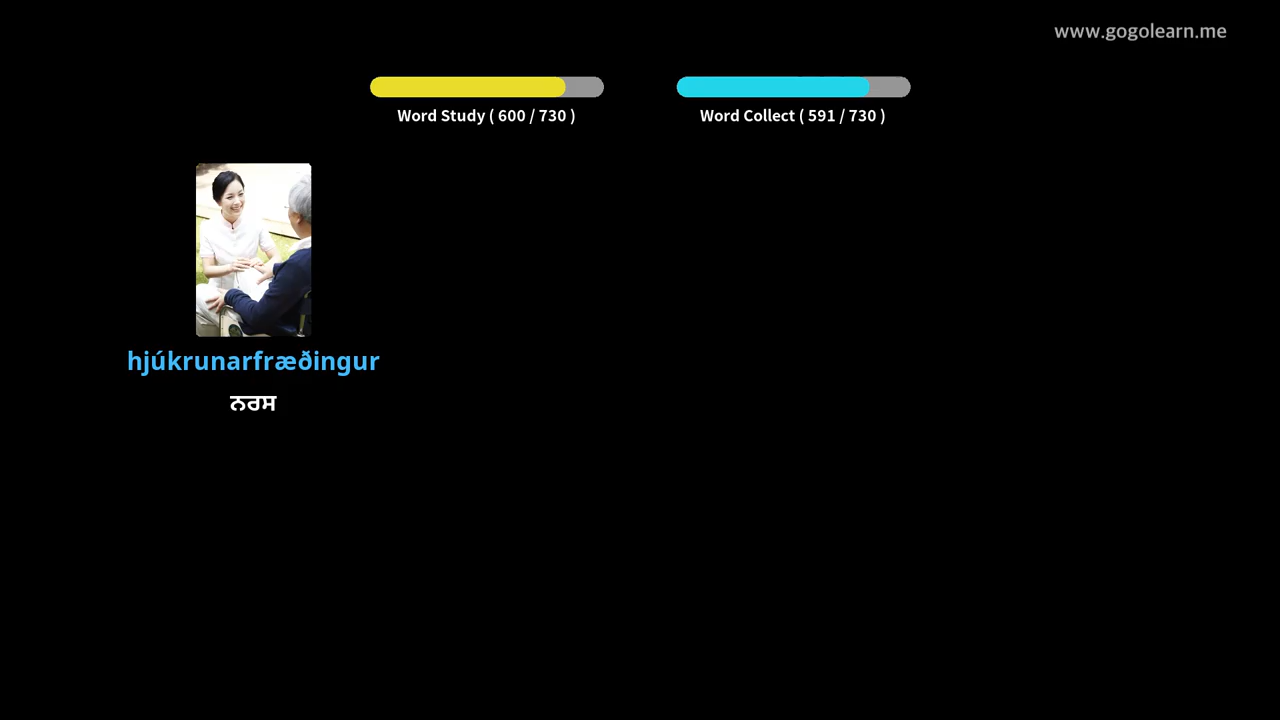 www.gogolearn.me
Word Study ( 600 / 730 )
Word Collect ( 591 / 730 )
hjúkrunarfræðingur
ਨਰਸ